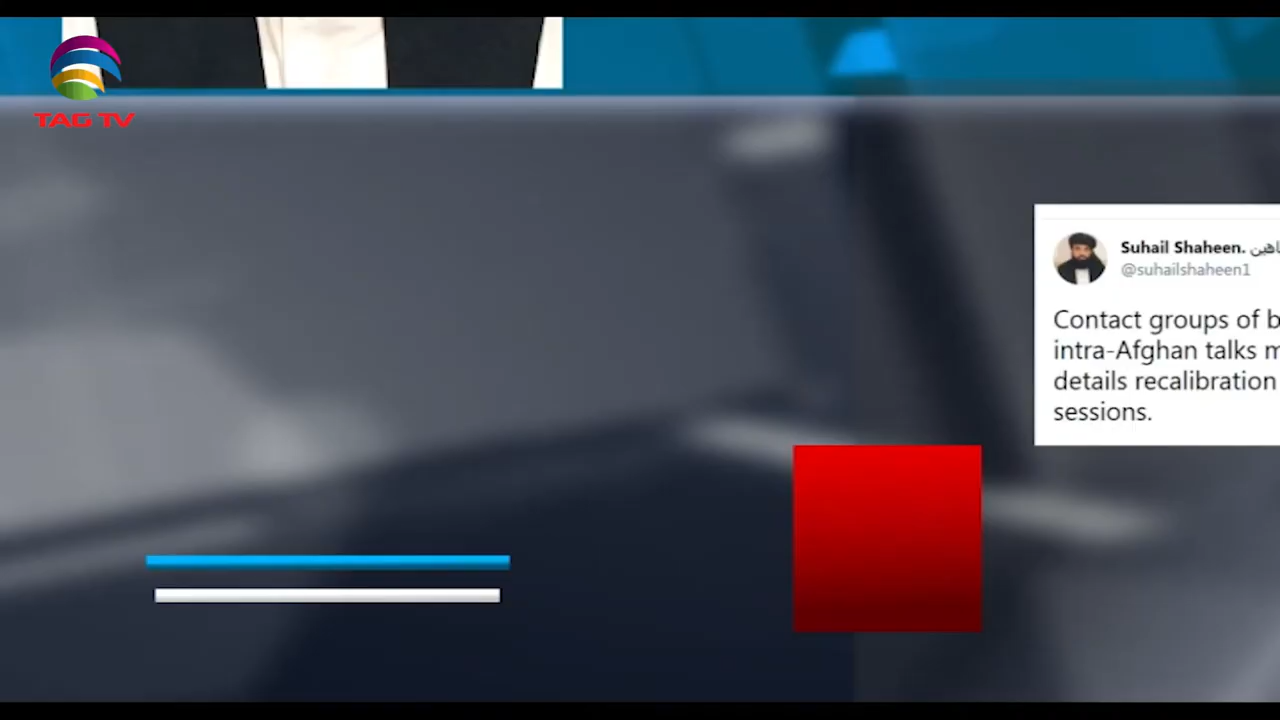 TAG TV
Suhail Shaheen.
@suhailshaheen1
Contact groups of
intra-Afghan talks
details recalibration
sessions.